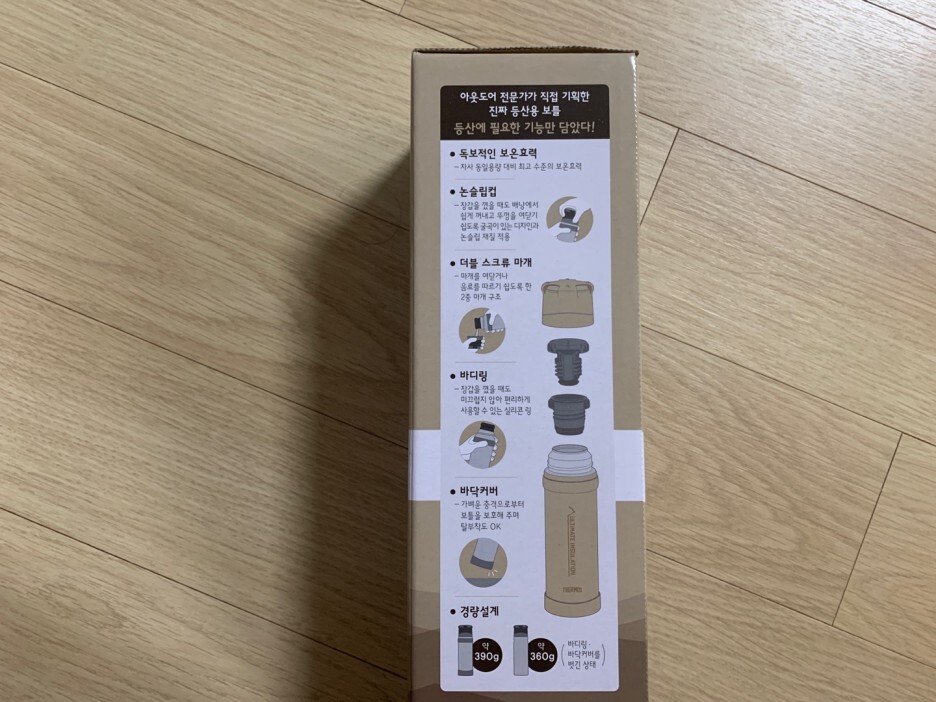 아웃도어 전문가가 직접 기획한
진짜 등산용 보틀
등산에 필요한 기능만 담았다!
• 독보적인 보온효력
– 자사 동일용량 대비 최고 수준의 보온효력
• 논슬립컵
– 장갑을 꼈을 때도 배낭에서
쉽게 꺼내고 뚜껑을 여닫기
쉽도록 굴곡이 있는 디자인과
논슬립 재질 적용
• 더블 스크류 마개
– 마개를 여닫거나
음료를 따르기 쉽도록 한
2중 마개 구조
• 바디링
– 장갑을 꼈을 때도
미끄럽지 않아 편리하게
사용할 수 있는 실리콘 링
• 바닥커버
– 가벼운 충격으로부터
보틀을 보호해 주며
탈부착도 OK
ULTIMATE INSULATION
THERMOS
• 경량설계
약
390g
약
360g
( 바디링·
바닥커버를
벗긴 상태 )